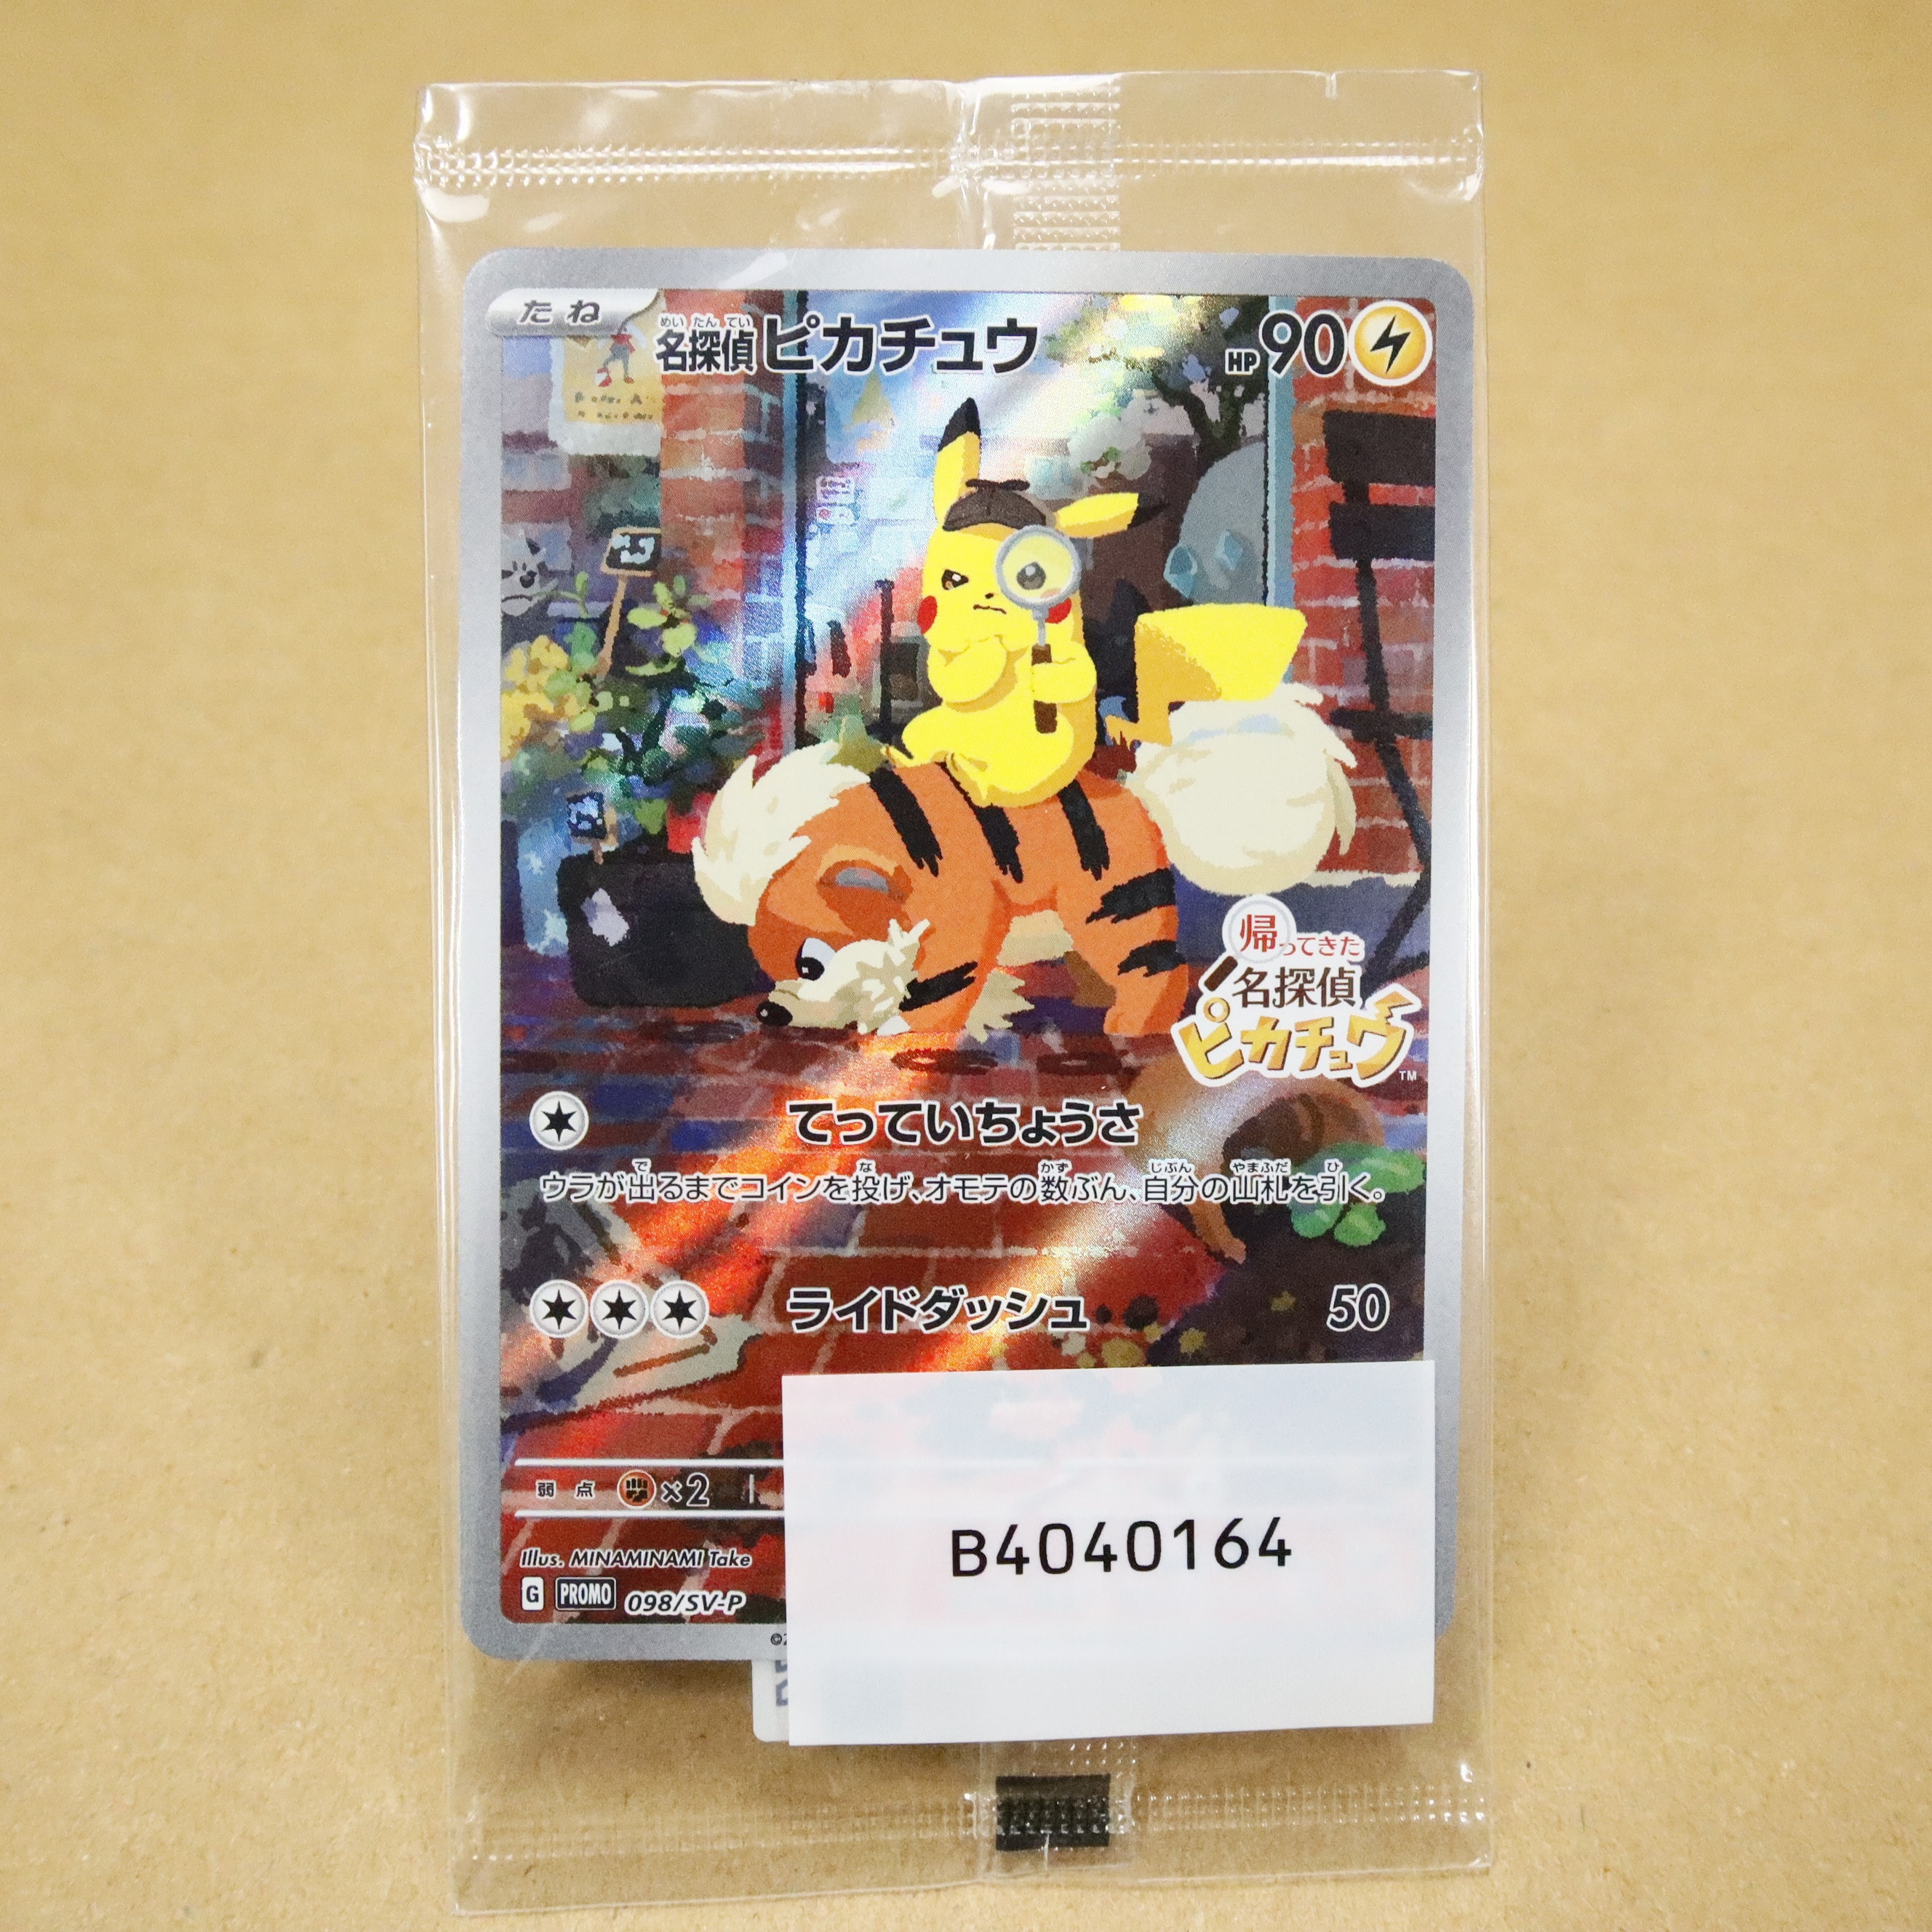 たね
めいたんてい
名探偵ピカチュウ
HP90
帰ってきた
名探偵
ピカチュウ
TM
てっていちょうさ
で な かず じぶん やまふだ ひ
ウラが出るまでコインを投げ、オモテの数ぶん、自分の山札を引く。
ライドダッシュ 50
弱点 ×2
B4040164
Illus. MINAMINAMI Take
G PROMO 098/SV-P
©2